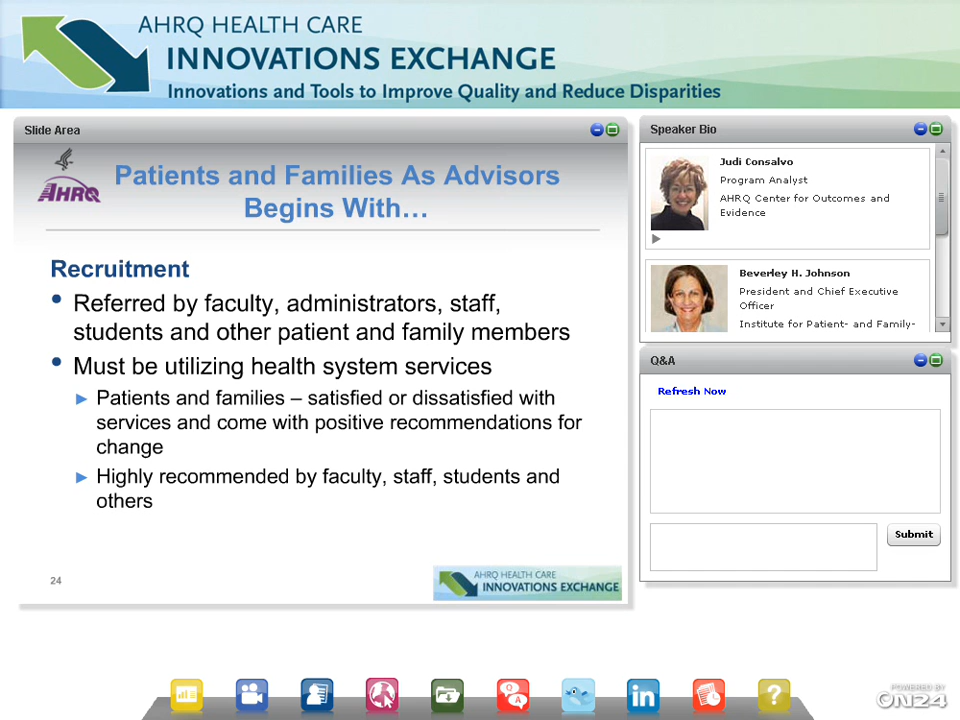 AHRQ HEALTH CARE
INNOVATIONS EXCHANGE
Innovations and Tools to Improve Quality and Reduce Disparities
Slide Area
AHRQ
Patients and Families As Advisors
Begins With…
Recruitment
• Referred by faculty, administrators, staff,
students and other patient and family members
• Must be utilizing health system services
► Patients and families – satisfied or dissatisfied with
services and come with positive recommendations for
change
► Highly recommended by faculty, staff, students and
others
24
AHRQ HEALTH CARE
INNOVATIONS EXCHANGE
Speaker Bio
Judi Consalvo
Program Analyst
AHRQ Center for Outcomes and
Evidence
Beverley H. Johnson
President and Chief Executive
Officer
Institute for Patient- and Family-
Q&A
Refresh Now
Submit
Q
A
in
?
POWERED BY
ON24